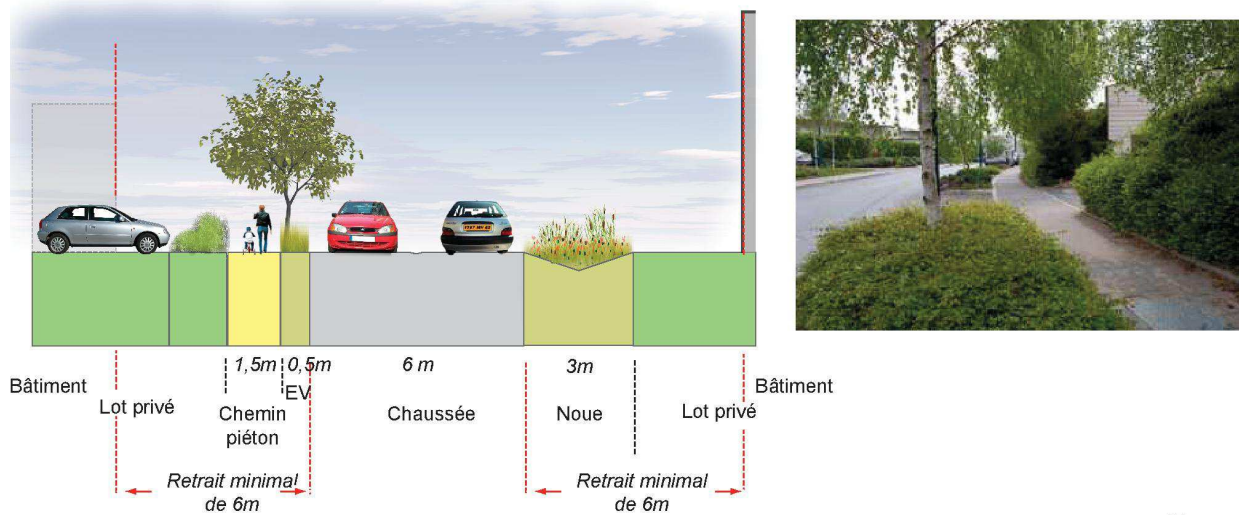 1,5m
0,5m
6 m
3m
Bâtiment
Lot privé
Chemin
piéton
EV
Chaussée
Noue
Lot privé
Bâtiment
Retrait minimal
de 6m
Retrait minimal
de 6m